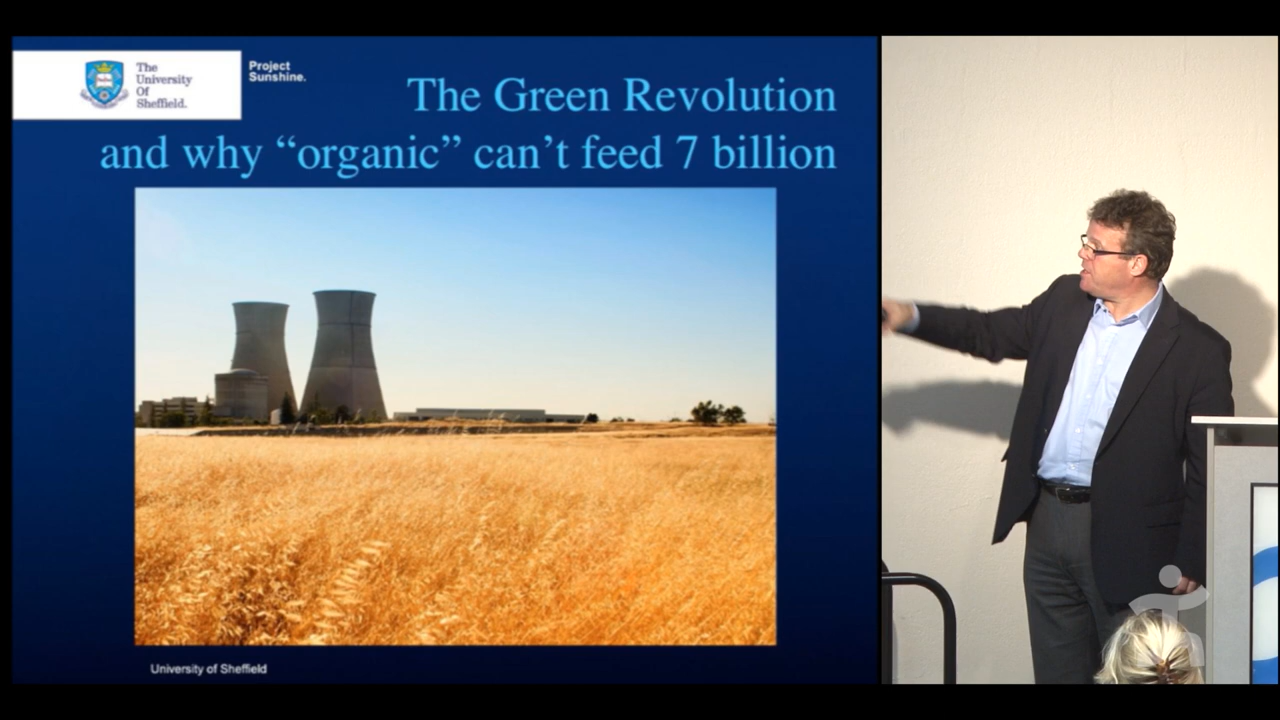 The
University
Of
Sheffield.
Project
Sunshine.
The Green Revolution
and why “organic” can’t feed 7 billion
University of Sheffield